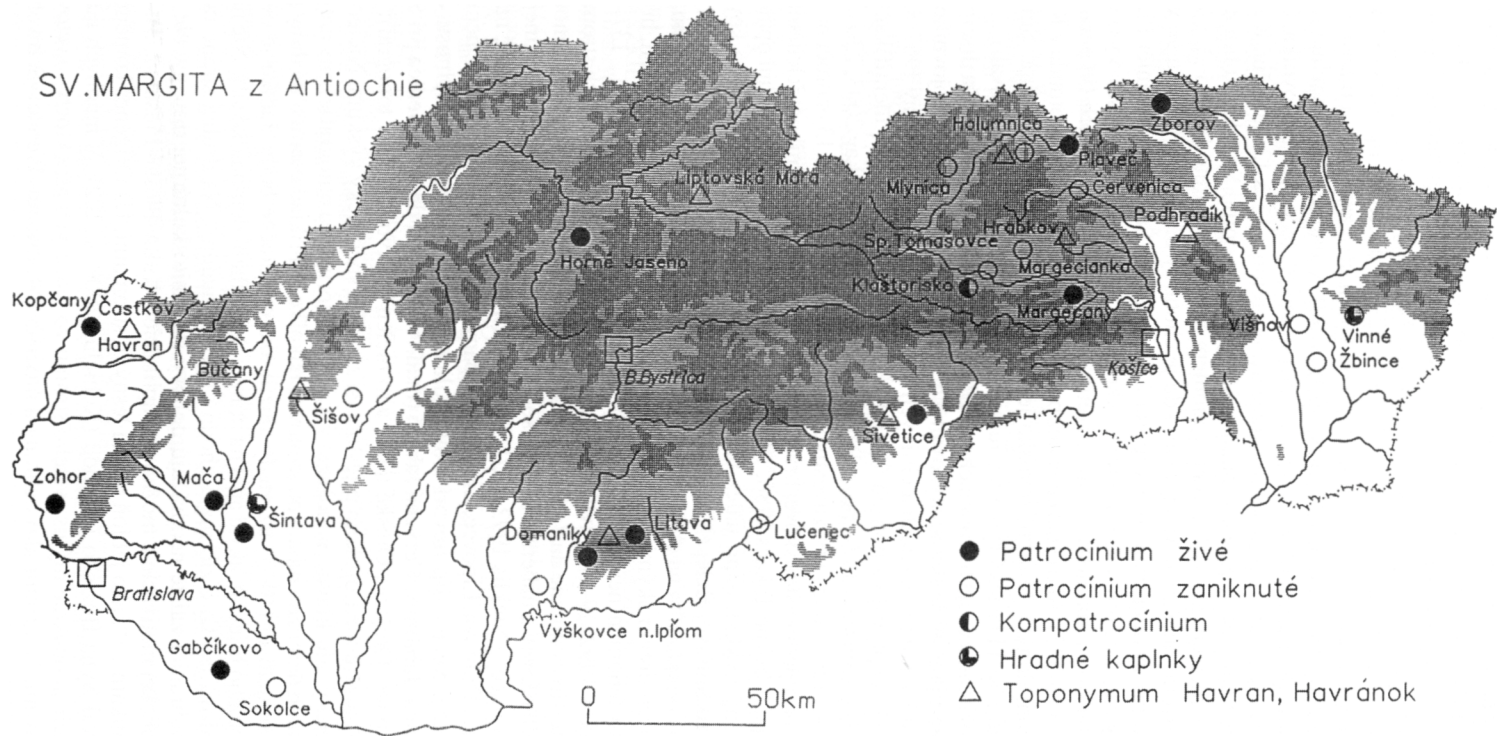 SV.MARGITA z Antiochie
Zborov
Holumnica
Plaveč
Mlynica
Liptovská Mara
Červenica
Podhradík
Hrabkov
Sp.Tomášovce
Horné Jaseno
Margecianka
Kláštorisko
Kopčany
Častkov
Margecany
Havran
Višňov
Vinné
Žbince
Bučany
B.Bystrica
Košice
Šišov
Šivetice
Zohor
Mača
Šintava
Domaníky
Litava
Lučenec
Bratislava
Vyškovce n.Ipľom
Gabčíkovo
Sokolce
0 50km
Patrocínium živé
Patrocínium zaniknuté
Kompatrocínium
Hradné kaplnky
Toponymum Havran, Havránok